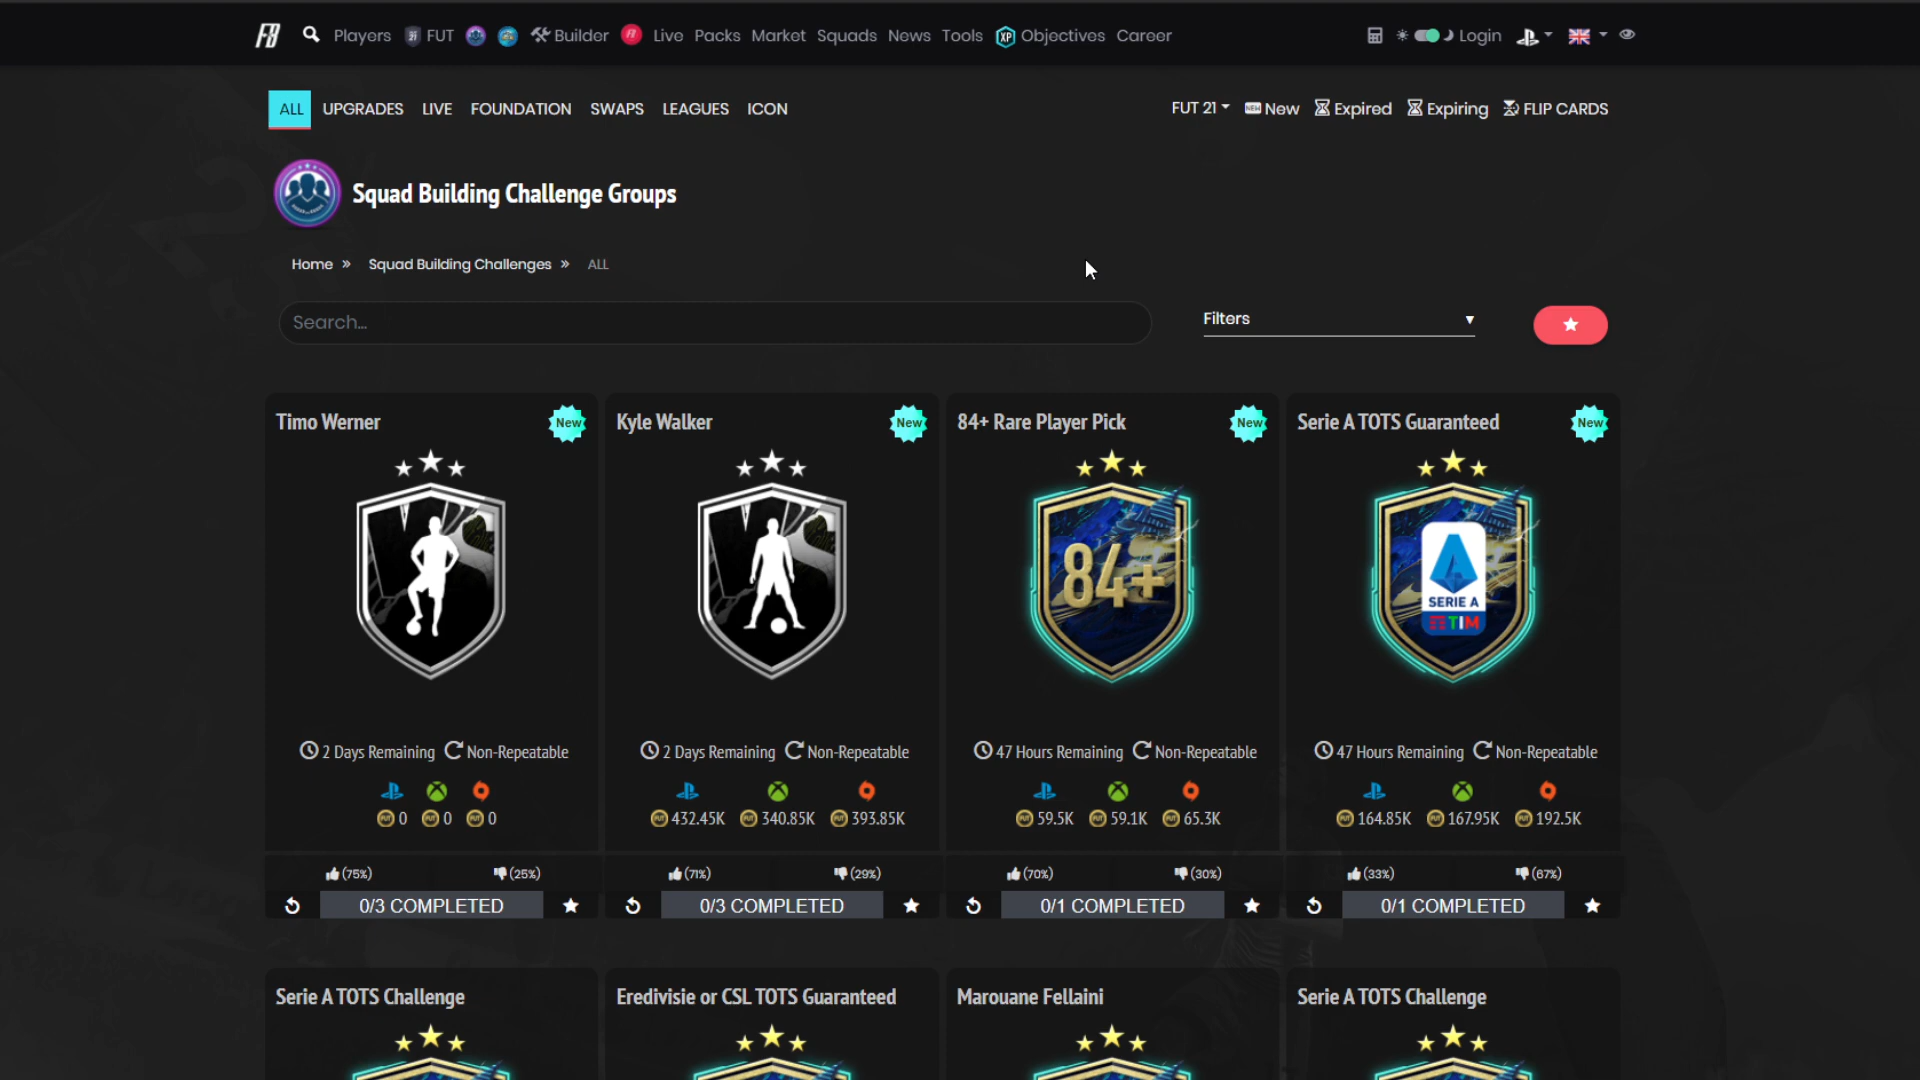 Players FUT Builder Live Packs Market Squads News Tools XP Objectives Career Login
ALL UPGRADES LIVE FOUNDATION SWAPS LEAGUES ICON FUT 21 NEW New Expired Expiring FLIP CARDS
Squad Building Challenge Groups
Home » Squad Building Challenges » ALL
Search...
Filters
Timo Werner New
2 Days Remaining Non-Repeatable
0 0 0
(75%) (25%)
0/3 COMPLETED
Kyle Walker New
2 Days Remaining Non-Repeatable
432.45K 340.85K 393.85K
(71%) (29%)
0/3 COMPLETED
84+ Rare Player Pick New
84+
47 Hours Remaining Non-Repeatable
59.5K 59.1K 65.3K
(70%) (30%)
0/1 COMPLETED
Serie A TOTS Guaranteed New
SERIE A
TIM
47 Hours Remaining Non-Repeatable
164.85K 167.95K 192.5K
(33%) (67%)
0/1 COMPLETED
Serie A TOTS Challenge
Eredivisie or CSL TOTS Guaranteed
Marouane Fellaini
Serie A TOTS Challenge